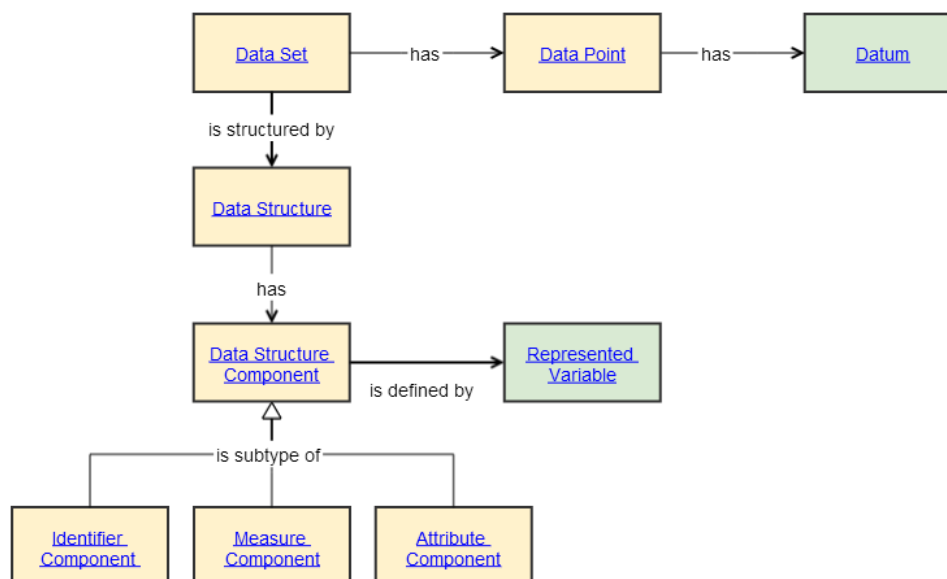 Data Set
has
Data Point
has
Datum
is structured by
Data Structure
has
Data Structure
Component
is defined by
Represented
Variable
is subtype of
Identifier
Component
Measure
Component
Attribute
Component